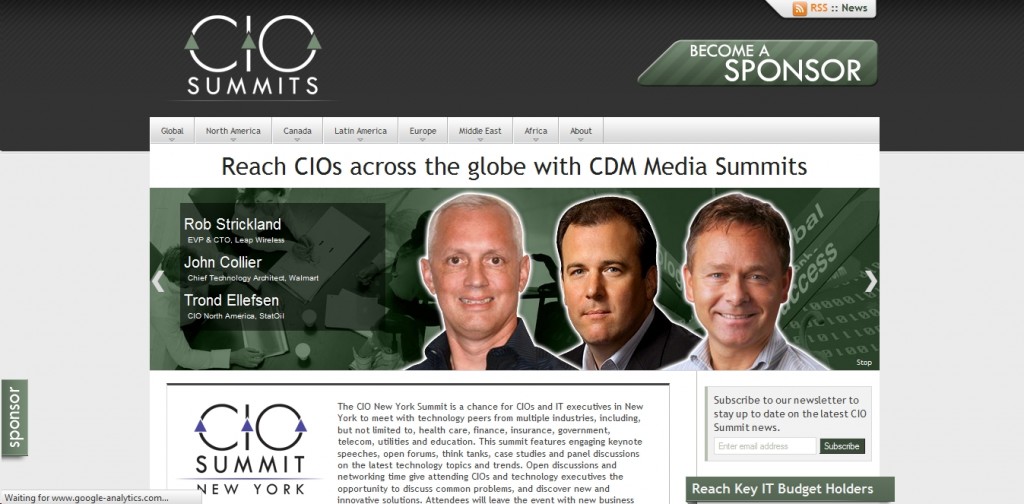 RSS :: News
CIO
SUMMITS
BECOME A
SPONSOR
Global
North America
Canada
Latin America
Europe
Middle East
Africa
About
Reach CIOs across the globe with CDM Media Summits
Rob Strickland
EVP & CTO, Leap Wireless
John Collier
Chief Technology Architect, Walmart
Trond Ellefsen
CIO North America, StatOil
Global
Success
Stop
sponsor
CIO
SUMMIT
NEW YORK
The CIO New York Summit is a chance for CIOs and IT executives in New
York to meet with technology peers from multiple industries, including,
but not limited to, health care, finance, insurance, government,
telecom, utilities and education. This summit features engaging keynote
speeches, open forums, think tanks, case studies and panel discussions
on the latest technology topics and trends. Open discussions and
networking time give attending CIOs and technology executives the
opportunity to discuss common problems, and discover new and
innovative solutions. Attendees will leave the event with new business
Subscribe to our newsletter to
stay up to date on the latest CIO
Summit news.
Enter email address
Subscribe
Reach Key IT Budget Holders
Waiting for www.google-analytics.com...